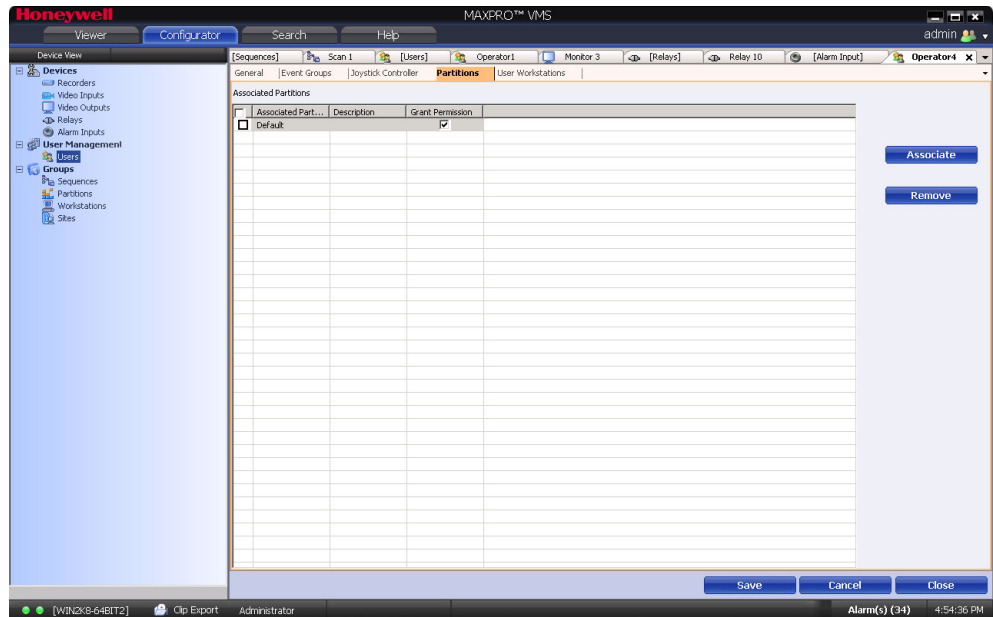 Honeywell
MAXPRO™ VMS
Viewer Configurator Search Help admin
Device View
Devices
Recorders
Video Inputs
Video Outputs
Relays
Alarm Inputs
User Management
Users
Groups
Sequences
Partitions
Workstations
Sites
[Sequences] Scan 1 [Users] Operator1 Monitor 3 [Relays] Relay 10 [Alarm Input] Operator4
General Event Groups Joystick Controller Partitions User Workstations
Associated Partitions
Associated Part... Description Grant Permission
Default
Associate
Remove
Save Cancel Close
[WIN2K8-64BIT2] Clip Export Administrator Alarm(s) (34) 4:54:36 PM